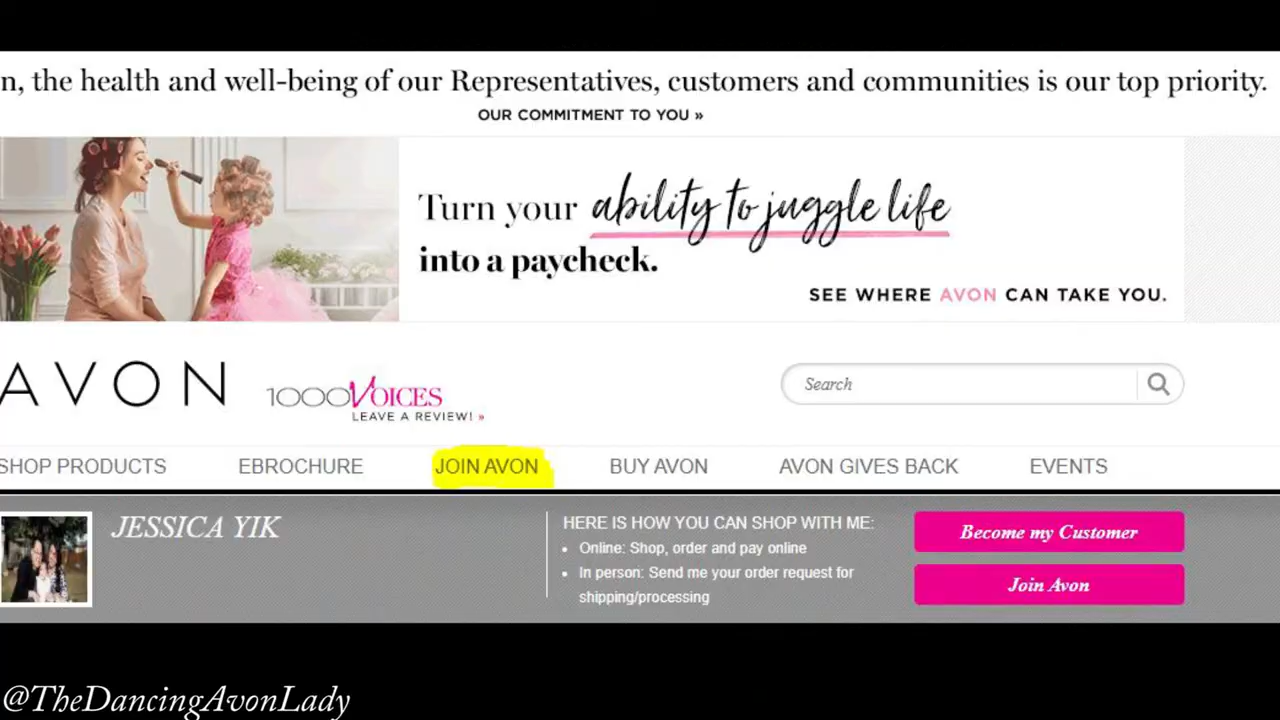 n, the health and well-being of our Representatives, customers and communities is our top priority.
OUR COMMITMENT TO YOU »
Turn your ability to juggle life
into a paycheck.
SEE WHERE AVON CAN TAKE YOU.
AVON
1000 VOICES
LEAVE A REVIEW! »
Search
SHOP PRODUCTS EBROCHURE JOIN AVON BUY AVON AVON GIVES BACK EVENTS
JESSICA YIK
HERE IS HOW YOU CAN SHOP WITH ME:
• Online: Shop, order and pay online
• In person: Send me your order request for
shipping/processing
Become my Customer
Join Avon
@TheDancingAvonLady